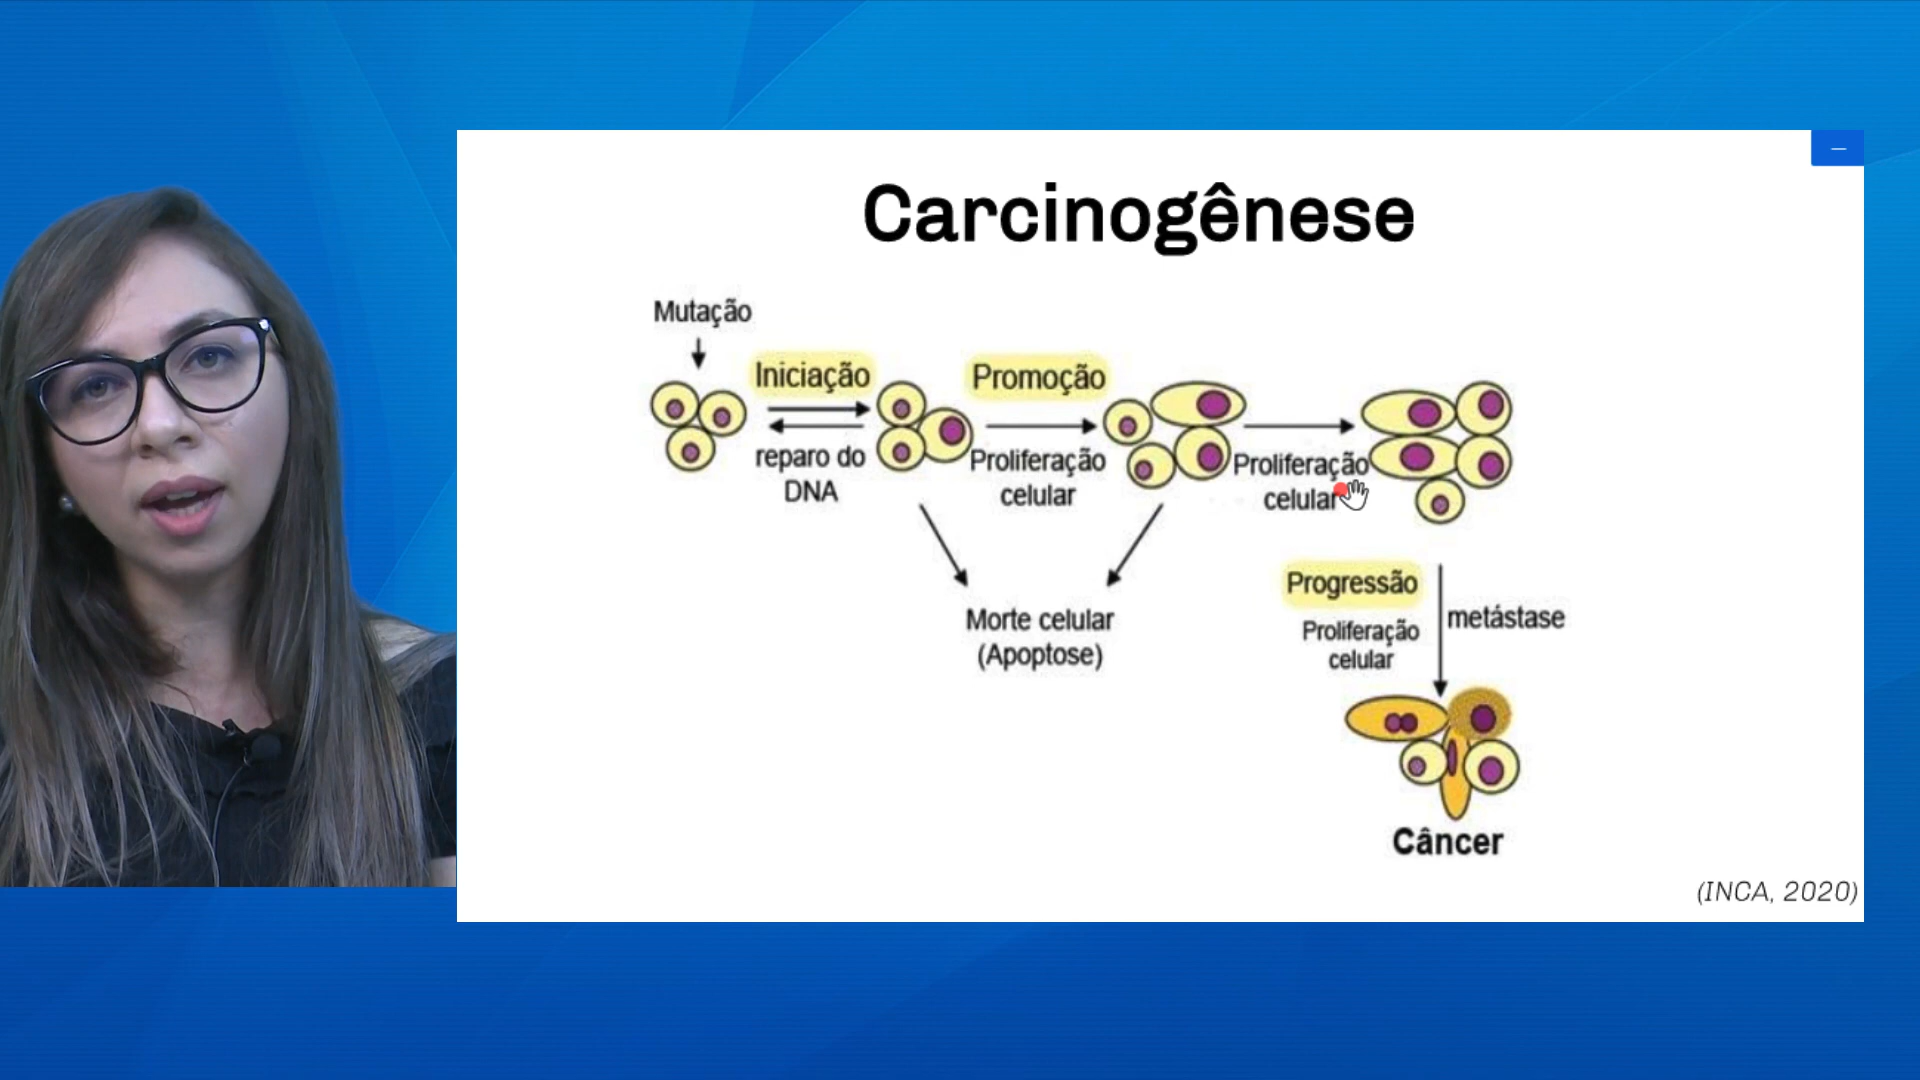 Carcinogênese
Mutação
Iniciação
reparo do
DNA
Promoção
Proliferação
celular
Proliferação
celular
Morte celular
(Apoptose)
Progressão
Proliferação
celular
metástase
Câncer
(INCA, 2020)